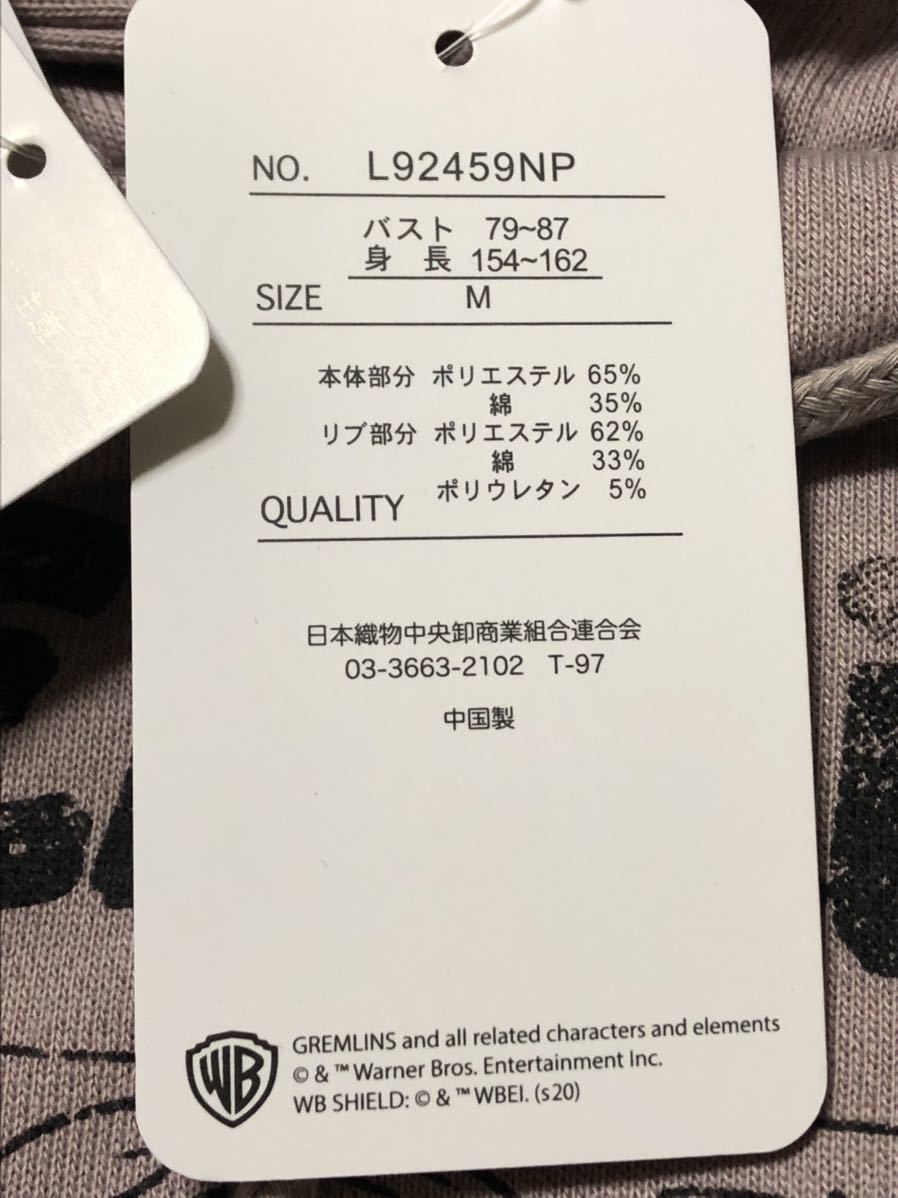 NO. L92459NP
バスト 79~87
身 長 154~162
SIZE M
本体部分 ポリエステル 65%
綿 35%
リブ部分 ポリエステル 62%
綿 33%
ポリウレタン 5%
QUALITY
日本織物中央卸商業組合連合会
03-3663-2102 T-97
中国製
WB
GREMLINS and all related characters and elements
© & ™ Warner Bros. Entertainment Inc.
WB SHIELD: © & ™ WBEI. (s20)